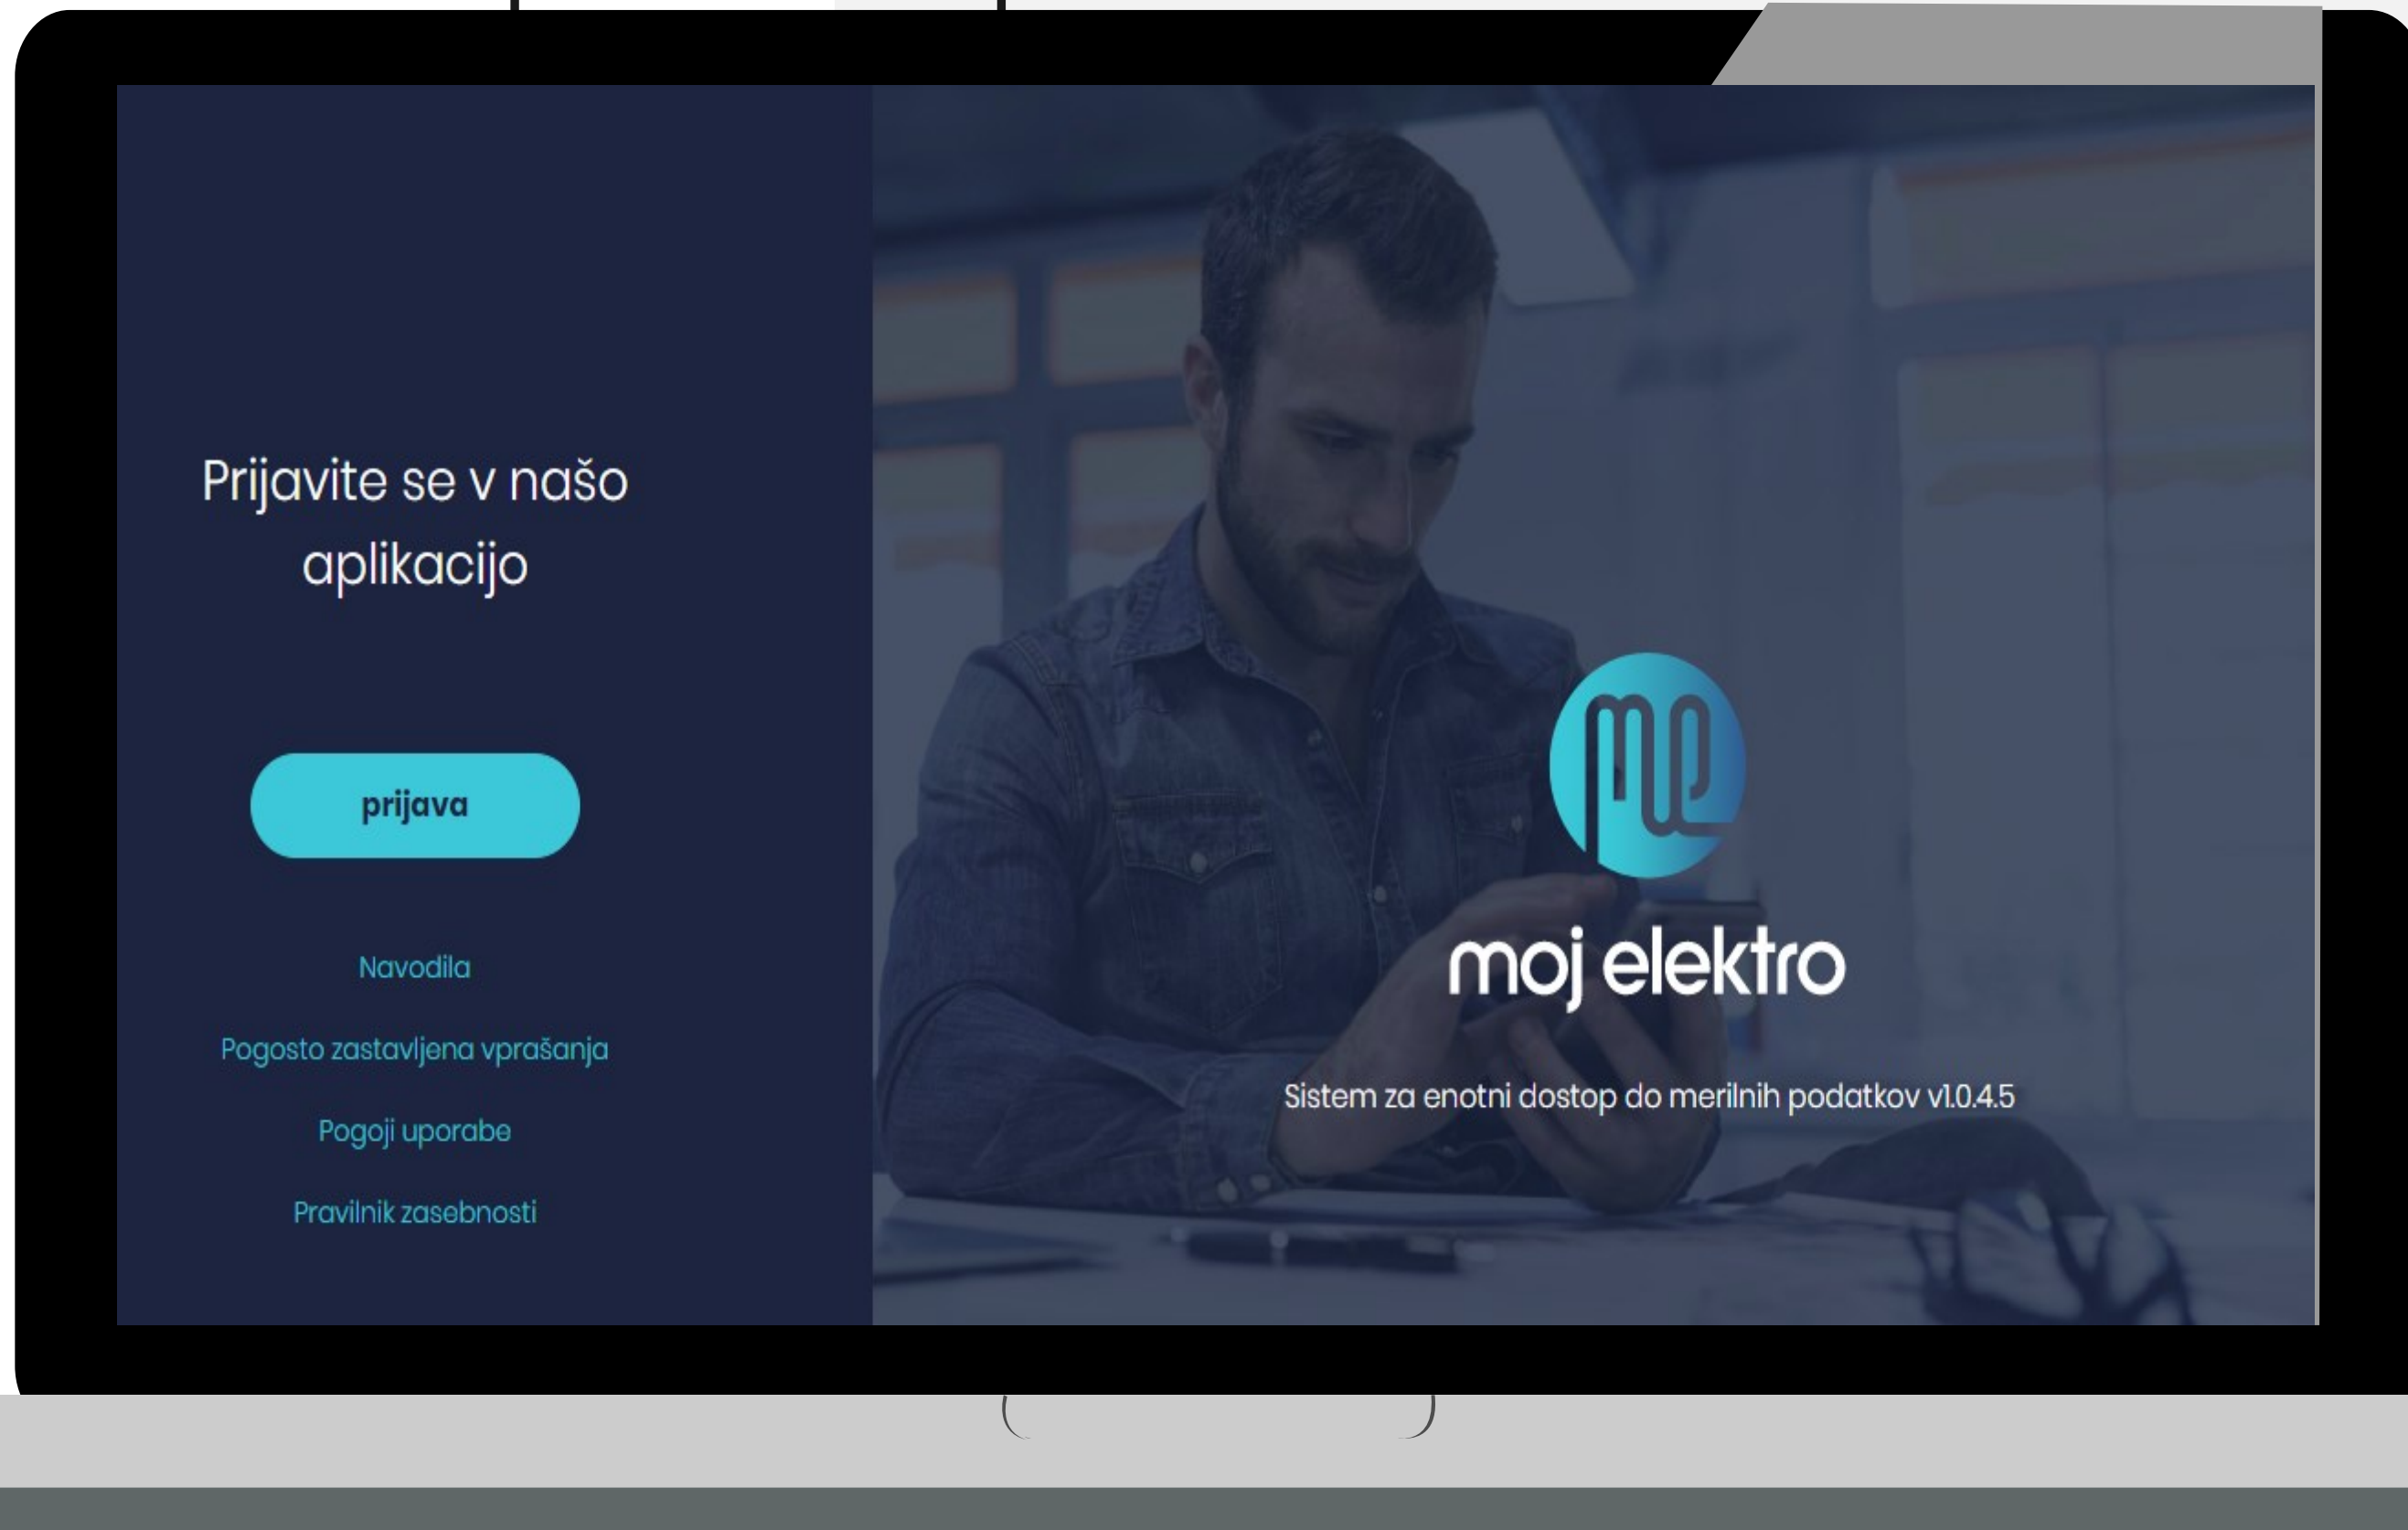 Prijavite se v našo
aplikacijo
prijava
Navodila
Pogosto zastavljena vprašanja
Pogoji uporabe
Pravilnik zasebnosti
me
moj elektro
Sistem za enotni dostop do merilnih podatkov v1.0.4.5